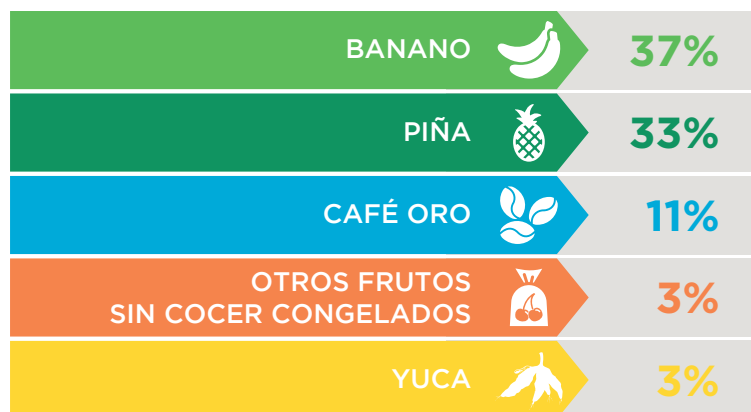 BANANO 37%
PIÑA 33%
CAFÉ ORO 11%
OTROS FRUTOS
SIN COCER CONGELADOS 3%
YUCA 3%